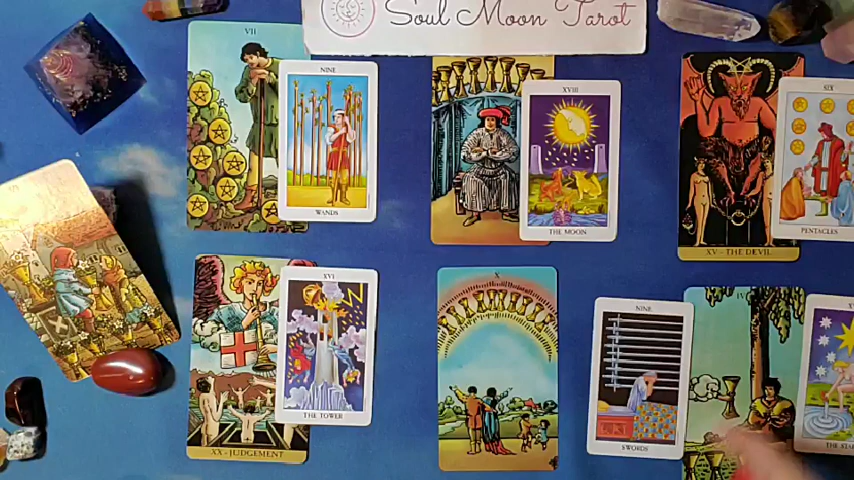 Soul Moon Tarot
VII
NINE
WANDS
XVIII
THE MOON
XV - THE DEVIL
SIX
PENTACLES
XX - JUDGEMENT
XVI
THE TOWER
X
NINE
SWORDS
THE STAR